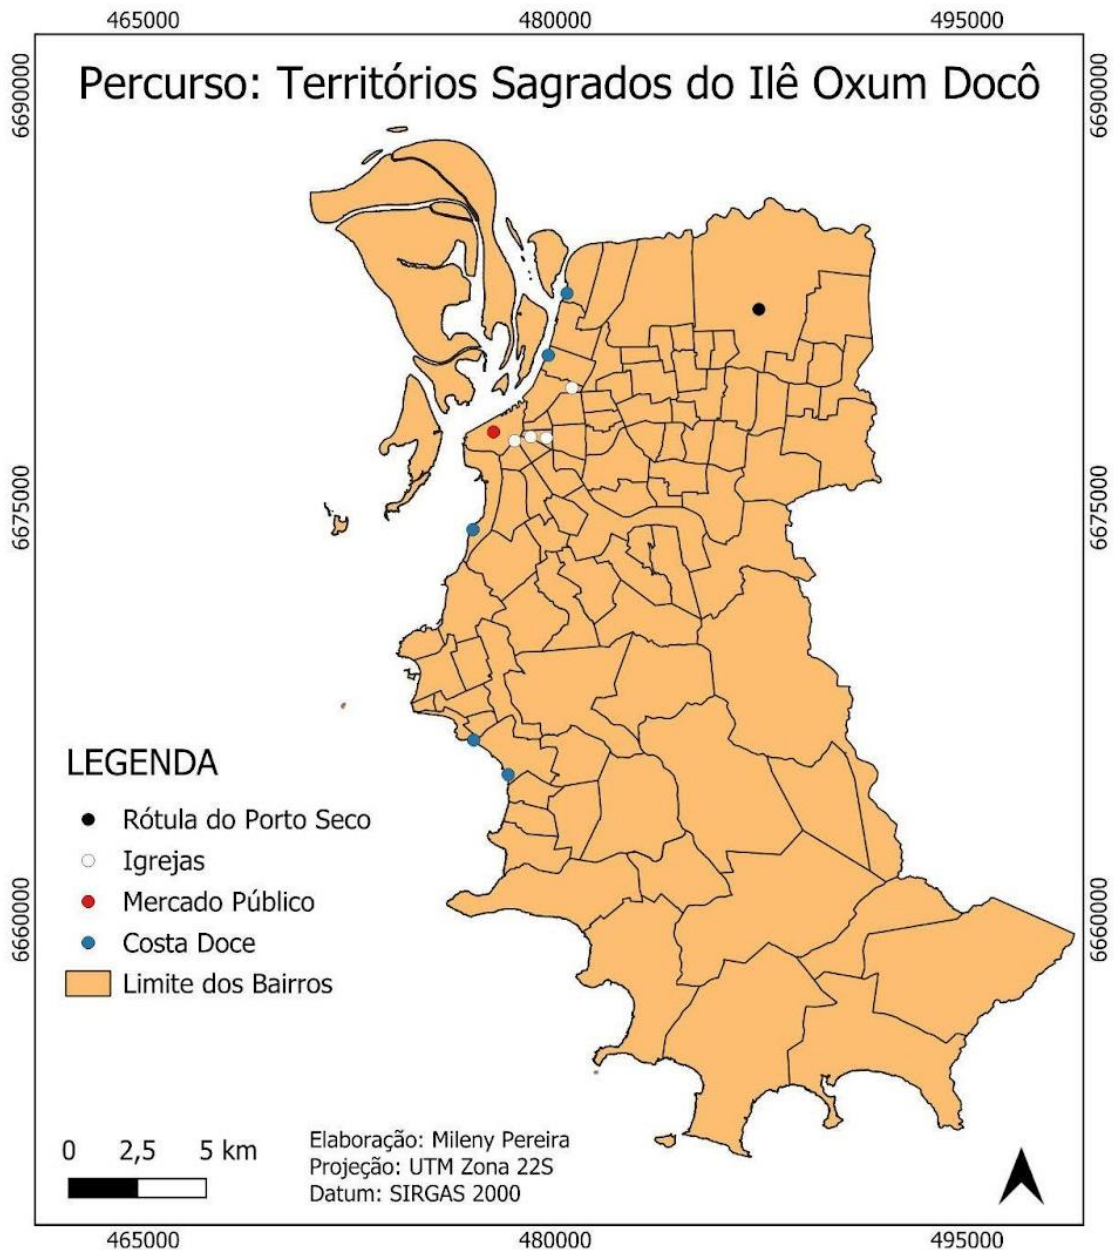 465000 480000 495000
6690000 6690000
Percurso: Territórios Sagrados do Ilê Oxum Docô
6675000 6675000
LEGENDA
Rótula do Porto Seco
Igrejas
Mercado Público
Costa Doce
Limite dos Bairros
6660000 6660000
0 2,5 5 km
Elaboração: Mileny Pereira
Projeção: UTM Zona 22S
Datum: SIRGAS 2000
465000 480000 495000